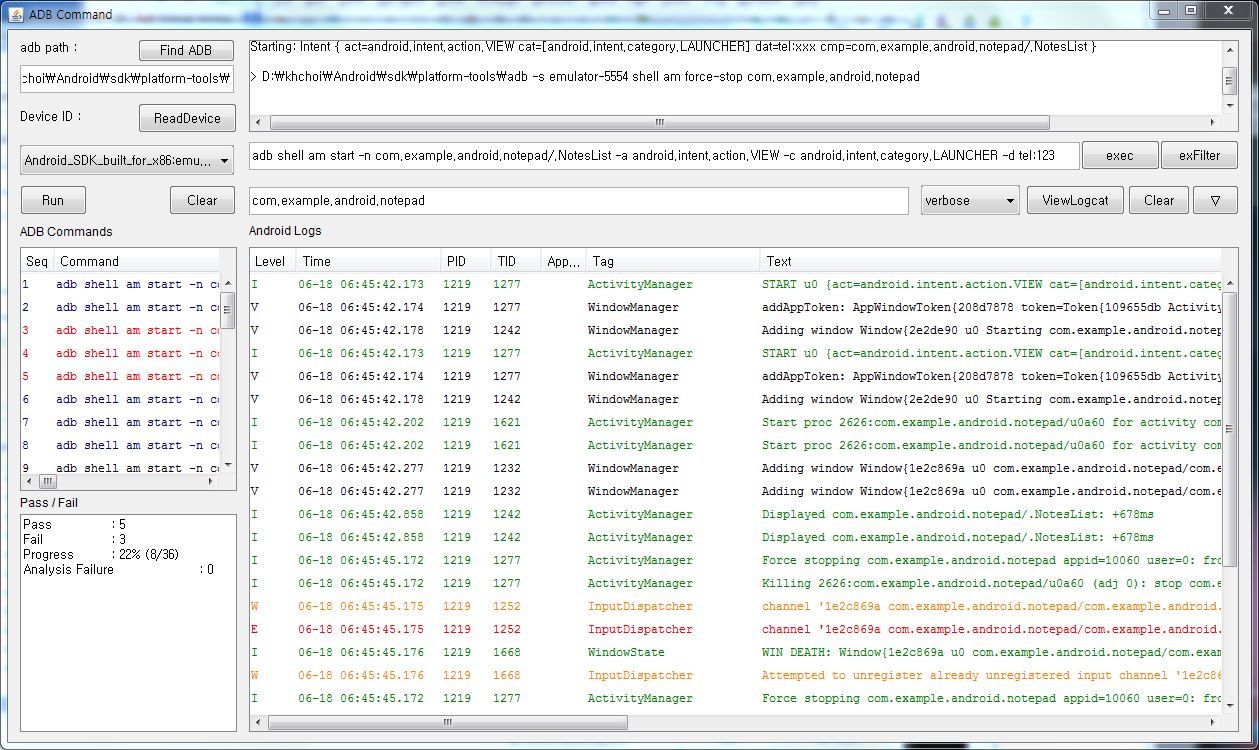 ADB Command
adb path :
Find ADB
choi₩Android₩sdk₩platform-tools₩
Device ID :
ReadDevice
Android_SDK_built_for_x86:emu...
Run
Clear
Starting: Intent { act=android.intent.action.VIEW cat=[android.intent.category.LAUNCHER] dat=tel:xxx cmp=com.example.android.notepad/.NotesList }
> D:₩khchoi₩Android₩sdk₩platform-tools₩adb -s emulator-5554 shell am force-stop com.example.android.notepad
adb shell am start -n com.example.android.notepad/.NotesList -a android.intent.action.VIEW -c android.intent.category.LAUNCHER -d tel:123
exec
exFilter
com.example.android.notepad
verbose
ViewLogcat
Clear
▽
ADB Commands
Seq Command
1 adb shell am start -n co
2 adb shell am start -n co
3 adb shell am start -n co
4 adb shell am start -n co
5 adb shell am start -n co
6 adb shell am start -n co
7 adb shell am start -n co
8 adb shell am start -n co
9 adb shell am start -n co
Pass / Fail
Pass : 5
Fail : 3
Progress : 22% (8/36)
Analysis Failure : 0
Android Logs
Level Time PID TID App... Tag Text
I 06-18 06:45:42.173 1219 1277 ActivityManager START u0 {act=android.intent.action.VIEW cat=[android.intent.categ
V 06-18 06:45:42.174 1219 1277 WindowManager addAppToken: AppWindowToken{208d7878 token=Token{109655db Activity
V 06-18 06:45:42.178 1219 1242 WindowManager Adding window Window{2e2de90 u0 Starting com.example.android.notep
I 06-18 06:45:42.173 1219 1277 ActivityManager START u0 {act=android.intent.action.VIEW cat=[android.intent.categ
V 06-18 06:45:42.174 1219 1277 WindowManager addAppToken: AppWindowToken{208d7878 token=Token{109655db Activity
V 06-18 06:45:42.178 1219 1242 WindowManager Adding window Window{2e2de90 u0 Starting com.example.android.notep
I 06-18 06:45:42.202 1219 1621 ActivityManager Start proc 2626:com.example.android.notepad/u0a60 for activity com
I 06-18 06:45:42.202 1219 1621 ActivityManager Start proc 2626:com.example.android.notepad/u0a60 for activity com
V 06-18 06:45:42.277 1219 1232 WindowManager Adding window Window{1e2c869a u0 com.example.android.notepad/com.e
V 06-18 06:45:42.277 1219 1232 WindowManager Adding window Window{1e2c869a u0 com.example.android.notepad/com.e
I 06-18 06:45:42.858 1219 1242 ActivityManager Displayed com.example.android.notepad/.NotesList: +678ms
I 06-18 06:45:42.858 1219 1242 ActivityManager Displayed com.example.android.notepad/.NotesList: +678ms
I 06-18 06:45:45.172 1219 1277 ActivityManager Force stopping com.example.android.notepad appid=10060 user=0: fro
I 06-18 06:45:45.172 1219 1277 ActivityManager Killing 2626:com.example.android.notepad/u0a60 (adj 0): stop com.e
W 06-18 06:45:45.175 1219 1252 InputDispatcher channel '1e2c869a com.example.android.notepad/com.example.android.
E 06-18 06:45:45.175 1219 1252 InputDispatcher channel '1e2c869a com.example.android.notepad/com.example.android.
I 06-18 06:45:45.176 1219 1668 WindowState WIN DEATH: Window{1e2c869a u0 com.example.android.notepad/com.exam
W 06-18 06:45:45.176 1219 1668 InputDispatcher Attempted to unregister already unregistered input channel '1e2c86
I 06-18 06:45:45.172 1219 1277 ActivityManager Force stopping com.example.android.notepad appid=10060 user=0: fro